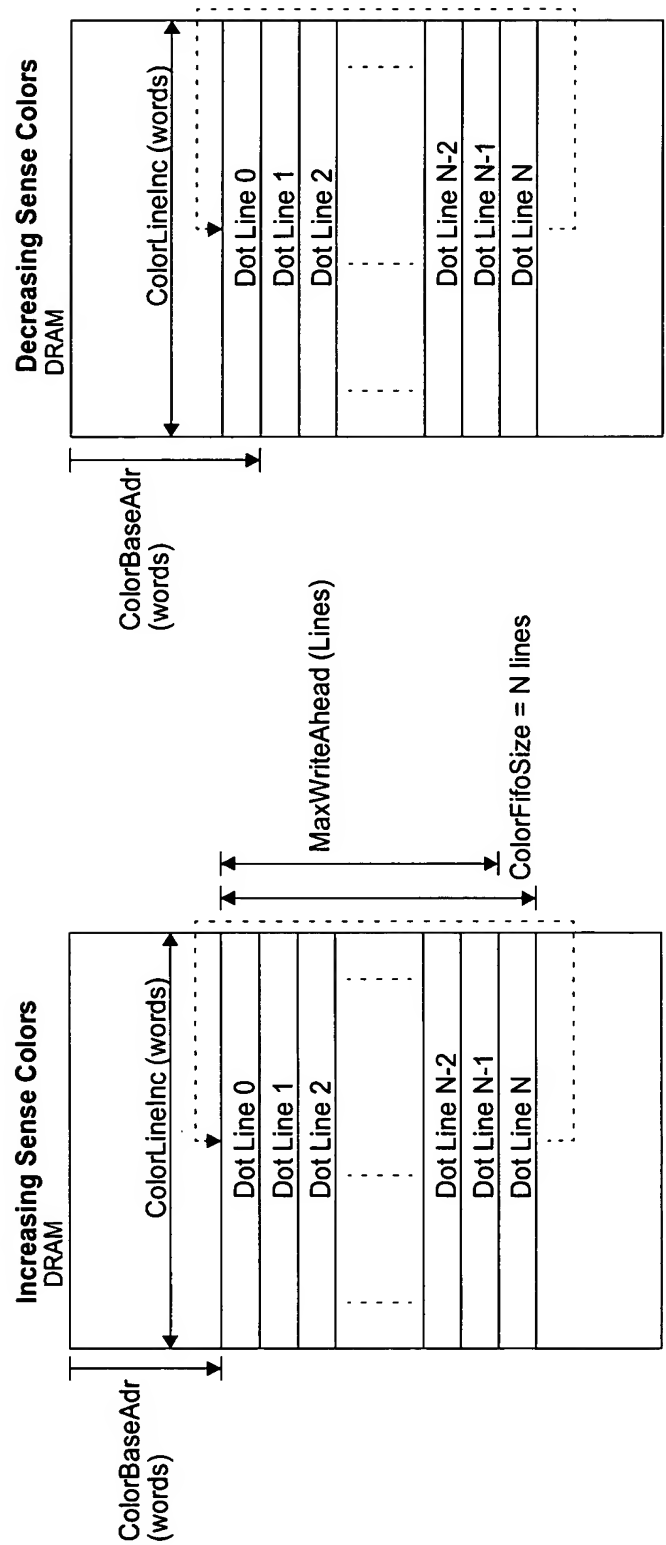 Increasing Sense Colors
DRAM
ColorBaseAdr
(words)
ColorLineInc (words)
Dot Line 0
Dot Line 1
Dot Line 2
Dot Line N-2
Dot Line N-1
Dot Line N
MaxWriteAhead (Lines)
ColorFifoSize = N lines
Decreasing Sense Colors
DRAM
ColorBaseAdr
(words)
ColorLineInc (words)
Dot Line 0
Dot Line 1
Dot Line 2
Dot Line N-2
Dot Line N-1
Dot Line N